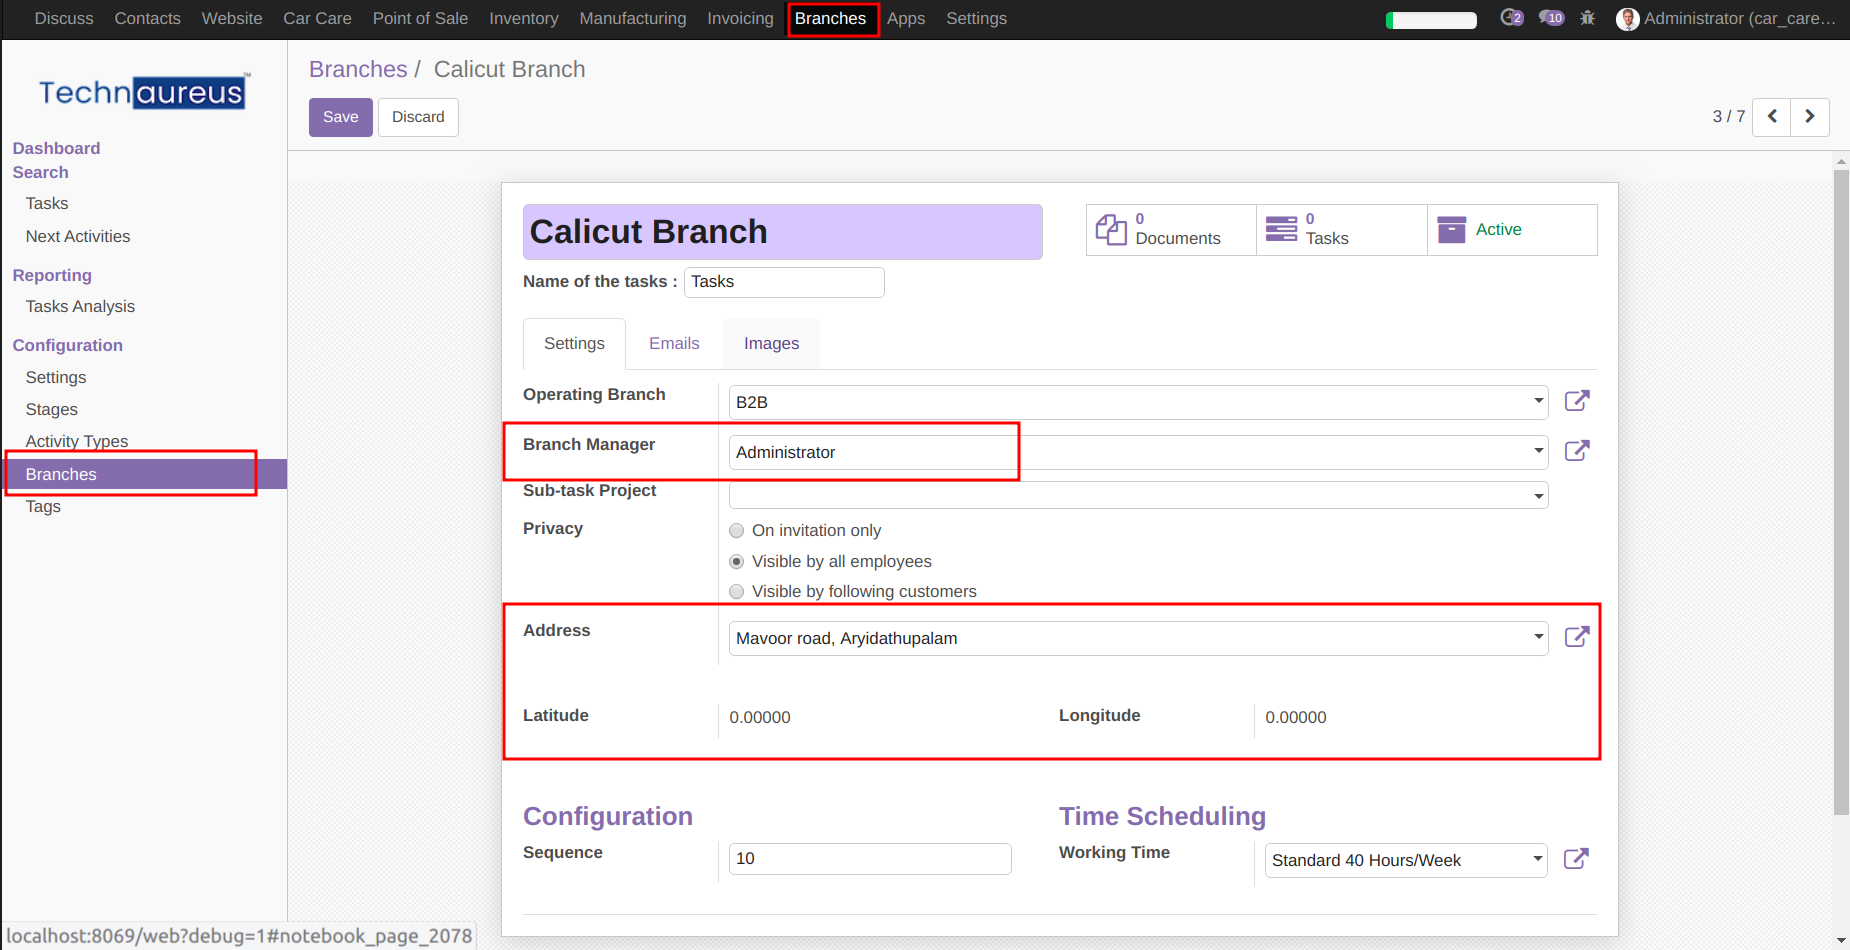 Discuss Contacts Website Car Care Point of Sale Inventory Manufacturing Invoicing Branches Apps Settings 2 10 Administrator (car_care...
Technaureus™
Branches / Calicut Branch
Save Discard
3 / 7
Dashboard
Search
Tasks
Next Activities
Reporting
Tasks Analysis
Configuration
Settings
Stages
Activity Types
Branches
Tags
Calicut Branch
0
Documents
0
Tasks
Active
Name of the tasks : Tasks
Settings Emails Images
Operating Branch B2B
Branch Manager Administrator
Sub-task Project
Privacy On invitation only
Visible by all employees
Visible by following customers
Address Mavoor road, Aryidathupalam
Latitude 0.00000 Longitude 0.00000
Configuration Time Scheduling
Sequence 10 Working Time Standard 40 Hours/Week
localhost:8069/web?debug=1#notebook_page_2078